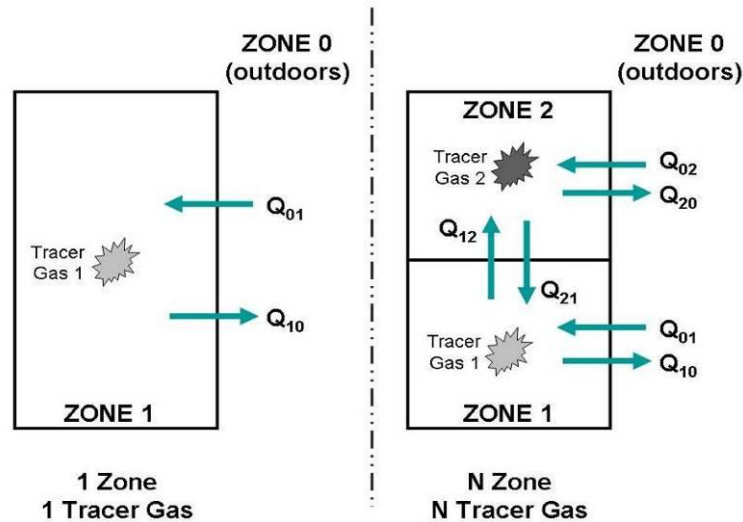 ZONE 0
(outdoors)
Q01
Tracer
Gas 1
Q10
ZONE 1
1 Zone
1 Tracer Gas
ZONE 0
(outdoors)
ZONE 2
Tracer
Gas 2
Q02
Q20
Q12
Q21
Q01
Tracer
Gas 1
Q10
ZONE 1
N Zone
N Tracer Gas